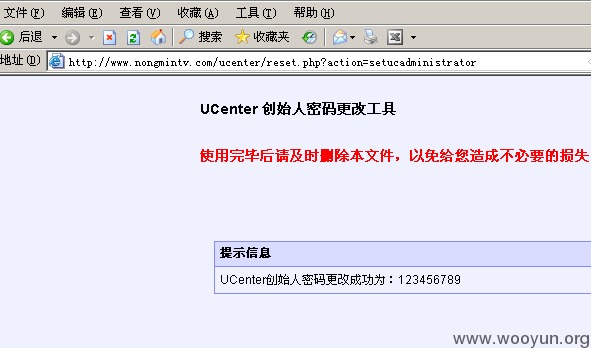 文件(F) 编辑(E) 查看(V) 收藏(A) 工具(T) 帮助(H)
后退 搜索 收藏夹
地址(D) http://www.nongmintv.com/ucenter/reset.php?action=setucadministrator
UCenter 创始人密码更改工具
使用完毕后请及时删除本文件，以免给您造成不必要的损失
提示信息
UCenter创始人密码更改成功为：123456789
www.wooyun.org